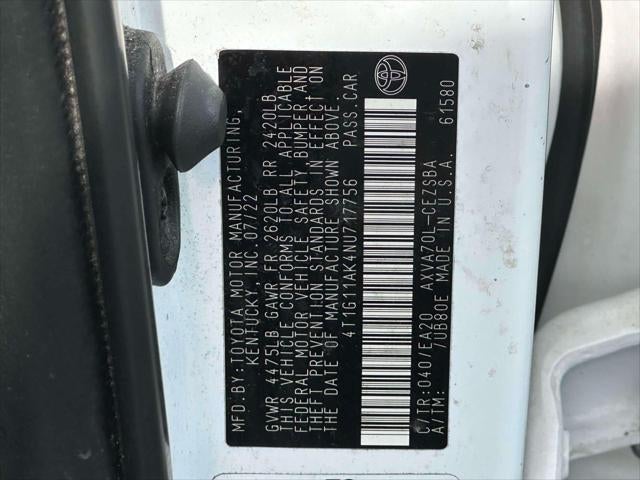 MFD.BY:TOYOTA MOTOR MANUFACTURING,
KENTUCKY, INC. 07/22
GVWR 4475LB GAWR FR 2620LB RR 2420LB
THIS VEHICLE CONFORMS TO ALL APPLICABLE
FEDERAL MOTOR VEHICLE SAFETY, BUMPER, AND
THEFT PREVENTION STANDARDS IN EFFECT ON
THE DATE OF MANUFACTURE SHOWN ABOVE.
4T1G11AK4NU717756 PASS.CAR
C/TR:040/EA20 AXVA70L-CEZSBA
A/TM: 7UB80E MADE IN U.S.A. 61580